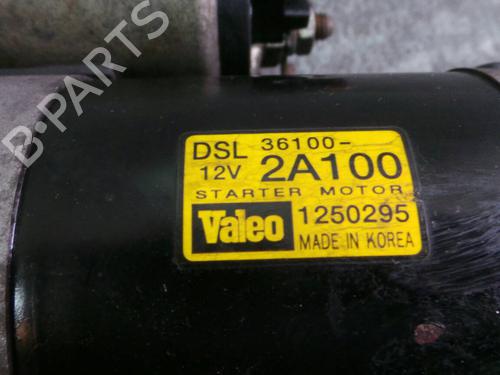 DSL 36100-
12V 2A100
STARTER MOTOR
Valeo 1250295
MADE IN KOREA
B-PARTS